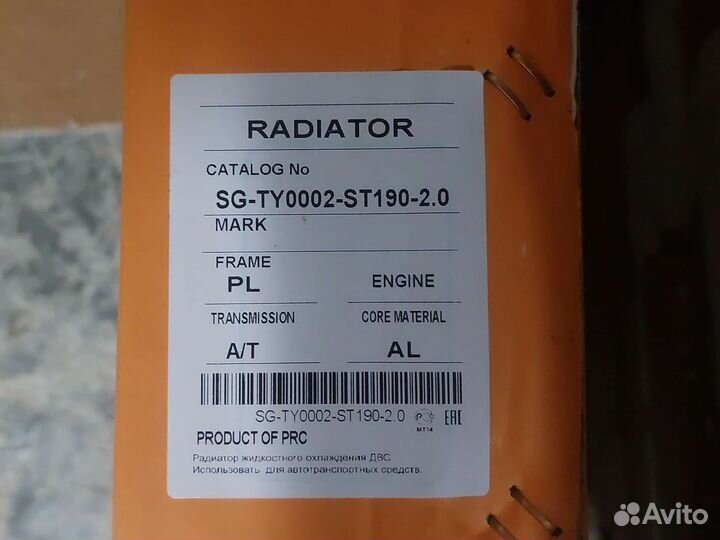 RADIATOR
CATALOG No
SG-TY0002-ST190-2.0
MARK
FRAME
PL
ENGINE
TRANSMISSION
CORE MATERIAL
A/T
AL
SG-TY0002-ST190-2.0
МТ14
EAC
PRODUCT OF PRC
Радиатор жидкостного охлаждения ДВС
Использовать для автотранспортных средств.
Avito